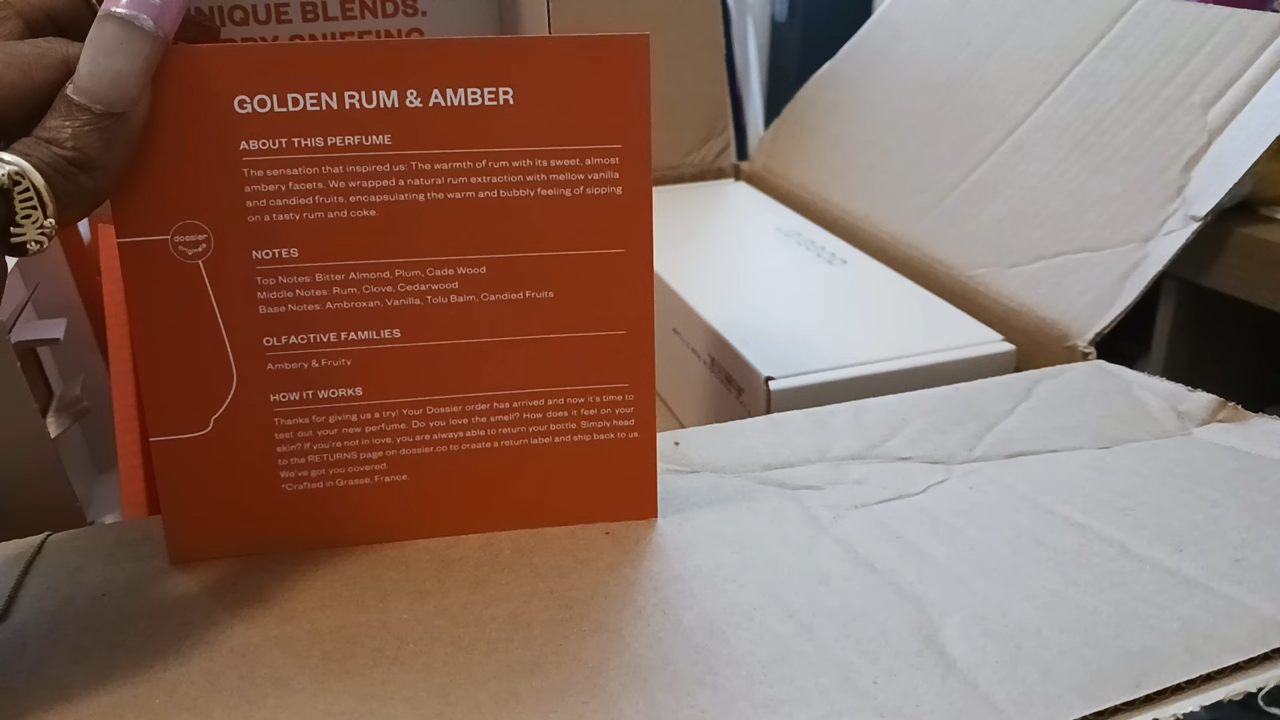 NIQUE BLENDS.
SNIFFING
GOLDEN RUM & AMBER
ABOUT THIS PERFUME
The sensation that inspired us: The warmth of rum with its sweet, almost
ambery facets. We wrapped a natural rum extraction with mellow vanilla
and candied fruits, encapsulating the warm and bubbly feeling of sipping
on a tasty rum and coke.
dossier
NOTES
Top Notes: Bitter Almond, Plum, Cade Wood
Middle Notes: Rum, Clove, Cedarwood
Base Notes: Ambroxan, Vanilla, Tolu Balm, Candied Fruits
OLFACTIVE FAMILIES
Ambery & Fruity
HOW IT WORKS
Thanks for giving us a try! Your Dossier order has arrived and now it's time to
test out your new perfume. Do you love the smell? How does it feel on your
skin? If you're not in love, you are always able to return your bottle. Simply head
to the RETURNS page on dossier.co to create a return label and ship back to us.
We've got you covered.
*Crafted in Grasse, France.